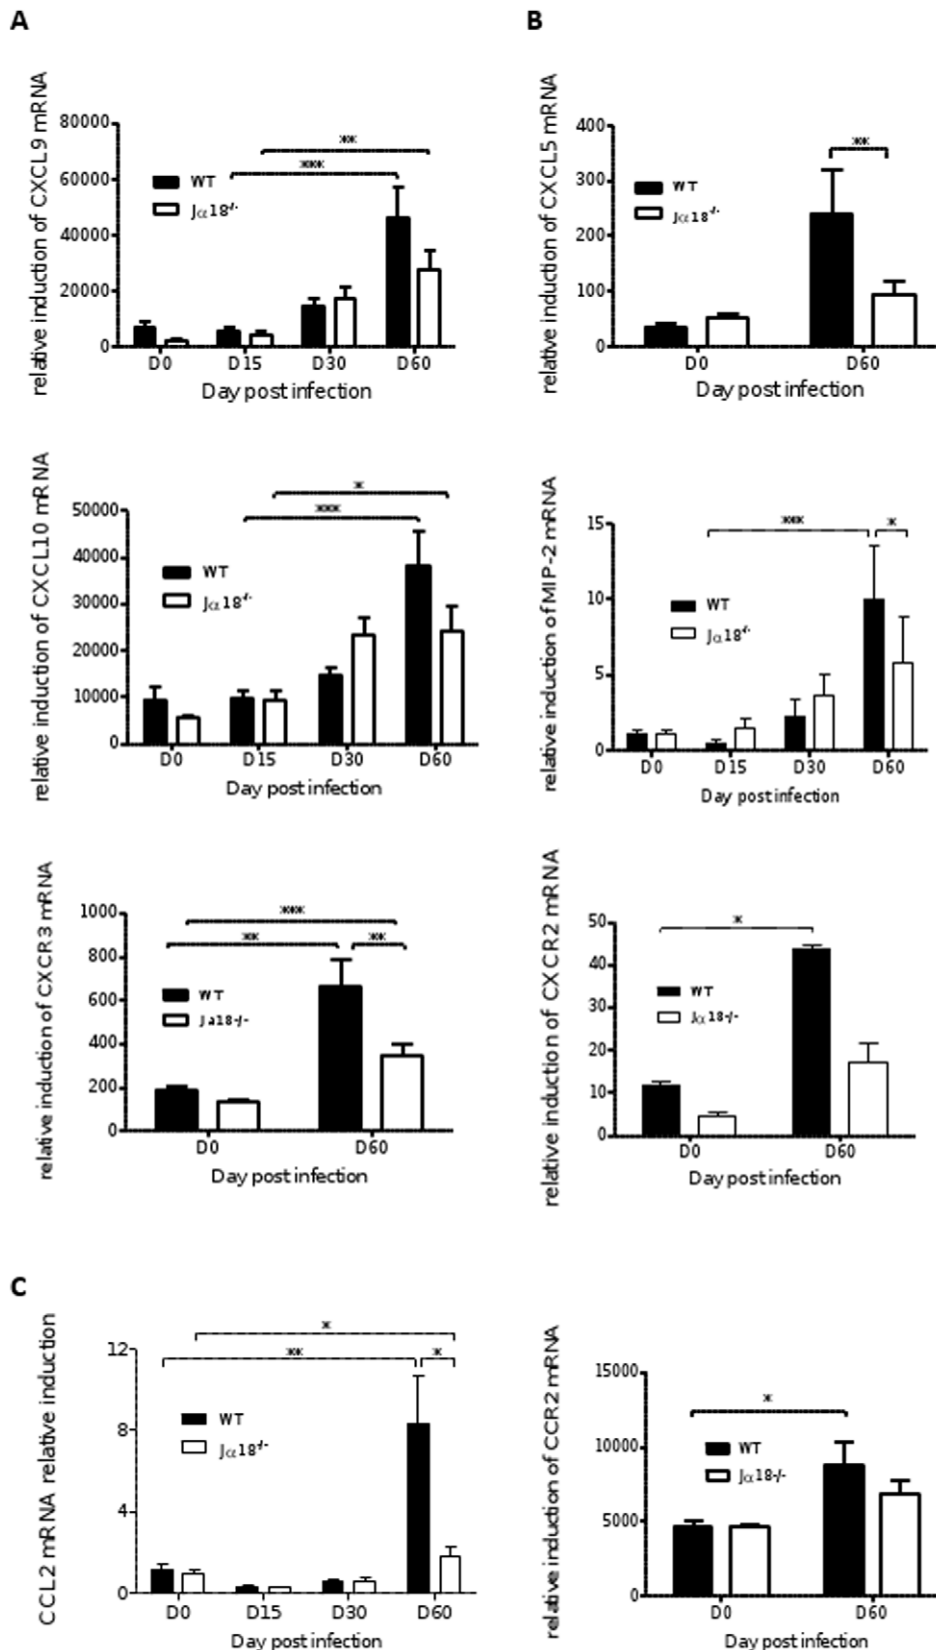 A
relative induction of CXCL9 mRNA
80000
60000
40000
20000
0
**
***
WT
Jα18-/-
D0 D15 D30 D60
Day post infection
relative induction of CXCL10 mRNA
50000
40000
30000
20000
10000
0
*
***
WT
Jα18-/-
D0 D15 D30 D60
Day post infection
relative induction of CXCR3 mRNA
1000
800
600
400
200
0
***
** **
WT
Ja18-/-
D0 D60
Day post infection
B
relative induction of CXCL5 mRNA
400
300
200
100
0
**
WT
Jα18-/-
D0 D60
Day post infection
relative induction of MIP-2 mRNA
15
10
5
0
*** *
WT
Jα18-/-
D0 D15 D30 D60
Day post infection
relative induction of CXCR2 mRNA
50
40
30
20
10
0
*
WT
Jα18-/-
D0 D60
Day post infection
C
CCL2 mRNA relative induction
12
8
4
0
*
** *
WT
Jα18-/-
D0 D15 D30 D60
Day post infection
relative induction of CCR2 mRNA
15000
10000
5000
0
*
WT
Jα18-/-
D0 D60
Day post infection